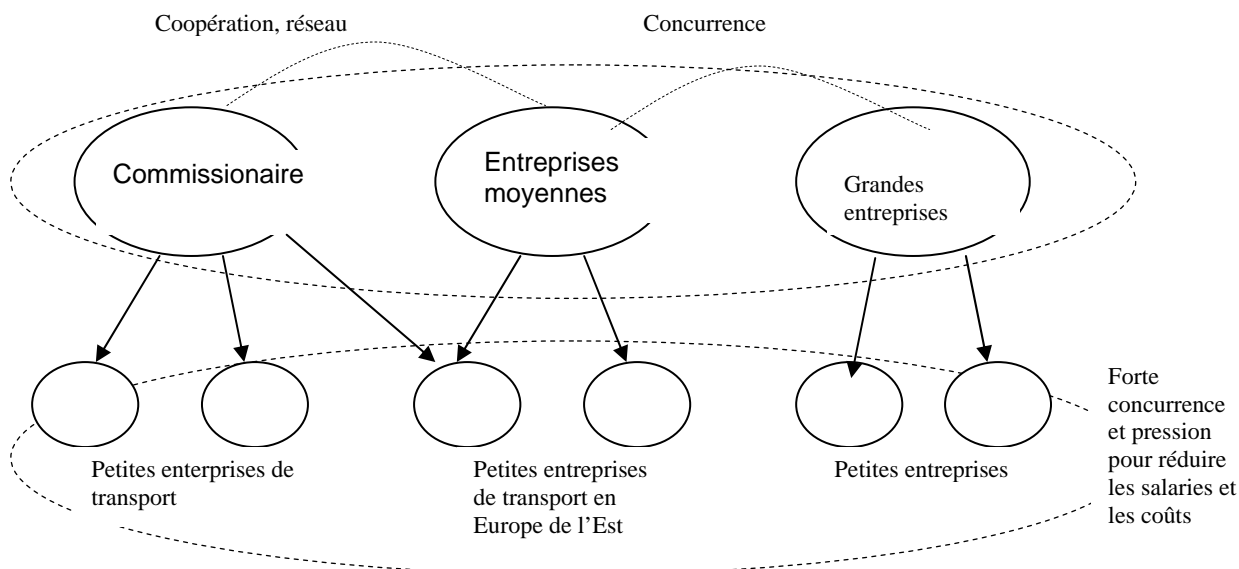 Coopération, réseau
Concurrence
Commissionaire
Entreprises
moyennes
Grandes
entreprises
Petites enterprises de
transport
Petites entreprises
de transport en
Europe de l’Est
Petites entreprises
Forte
concurrence
et pression
pour réduire
les salaries et
les coûts